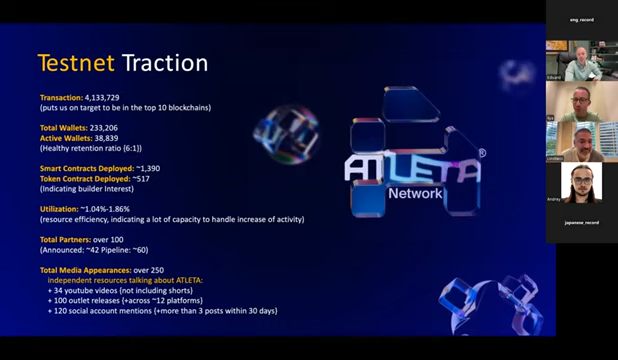 Testnet Traction
Transaction: 4,133,729
(puts us on target to be in the top 10 blockchains)
Total Wallets: 233,206
Active Wallets: 38,839
(Healthy retention ratio {6:1})
Smart Contracts Deployed: ~1,390
Token Contract Deployed: ~517
(Indicating builder Interest)
Utilization: ~1.04%-1.86%
(resource efficiency, indicating a lot of capacity to handle increase of activity)
Total Partners: over 100
(Announced: ~42 Pipeline: ~60)
Total Media Appearances: over 250
independent resources talking about ATLETA:
+ 34 youtube videos (not including shorts)
+ 100 outlet releases {+across ~12 platforms}
+ 120 social account mentions {+more than 3 posts within 30 days}
ATLETA®
Network
eng_record
Eduard
Ilya
Andrey
japanese_record